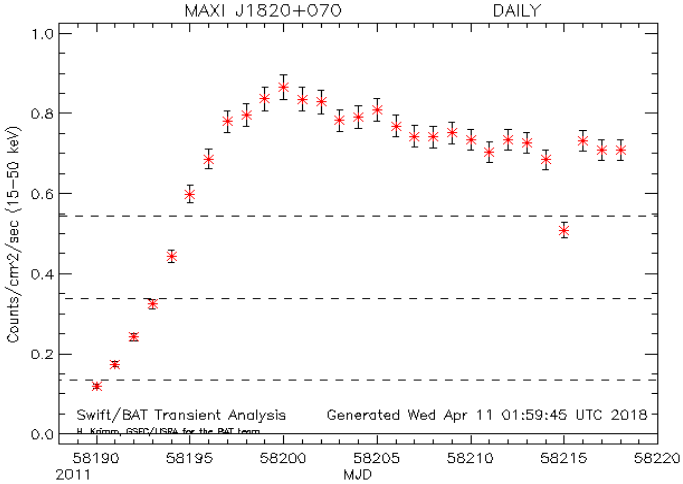 MAXI J1820+070 DAILY
1.0
0.8
0.6
0.4
0.2
0.0
Counts/cm^2/sec (15-50 keV)
Swift/BAT Transient Analysis Generated Wed Apr 11 01:59:45 UTC 2018
H. Krimm, GSFC/USRA for the BAT team
58190 58195 58200 58205 58210 58215 58220
2011 MJD